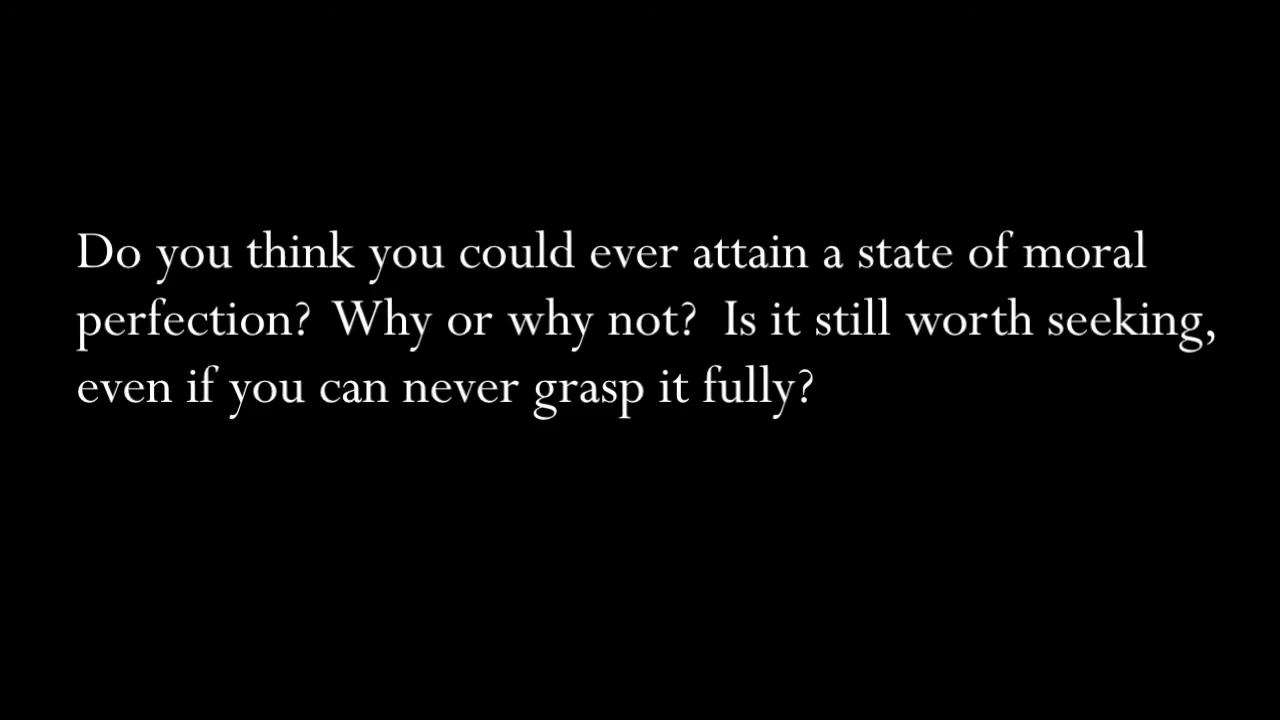 Do you think you could ever attain a state of moral
perfection?  Why or why not?  Is it still worth seeking,
even if you can never grasp it fully?